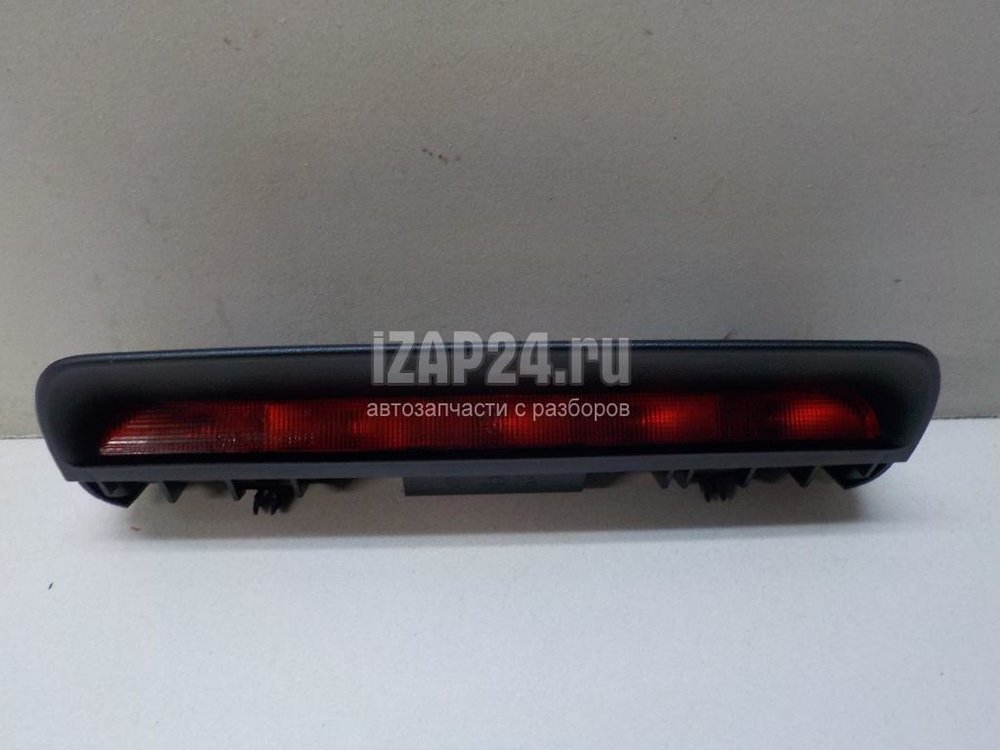 iZAP24.ru
автозапчасти с разборов